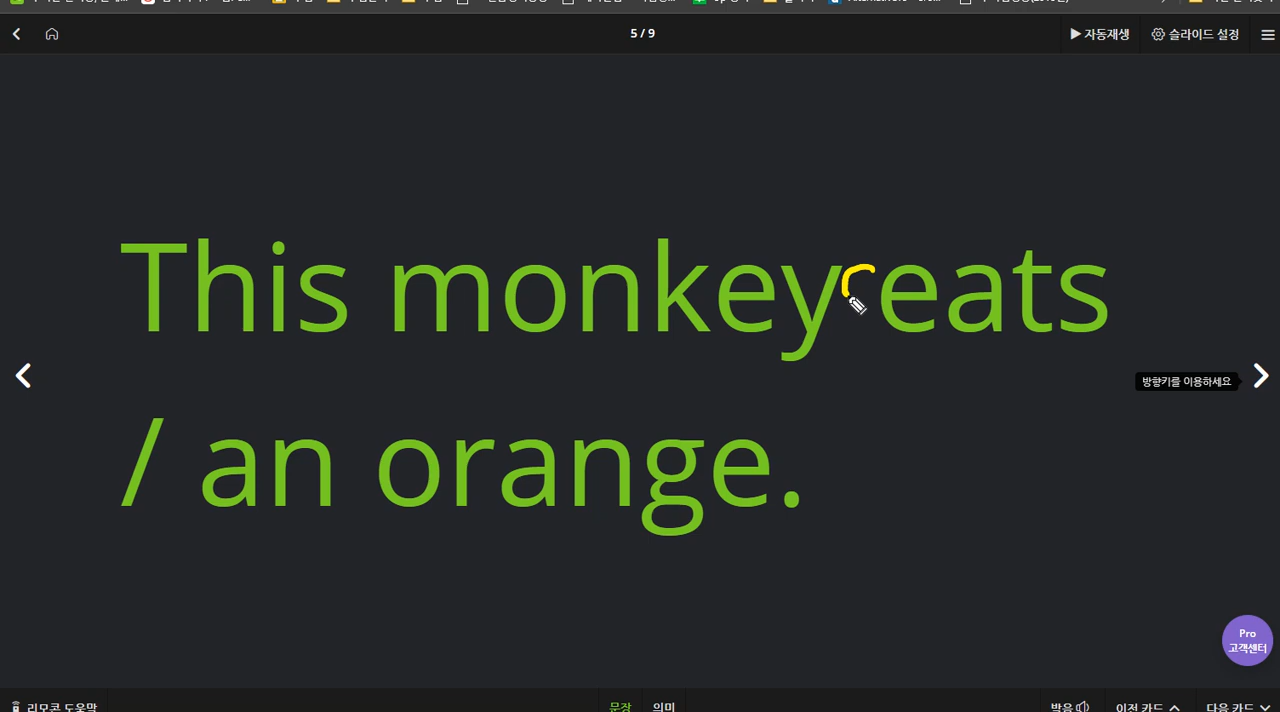 5 / 9
자동재생
슬라이드 설정
This monkey eats
/ an orange.
방향키를 이용하세요
Pro
고객센터
리모콘 도움말
문장
의미
발음
이전 카드
다음 카드